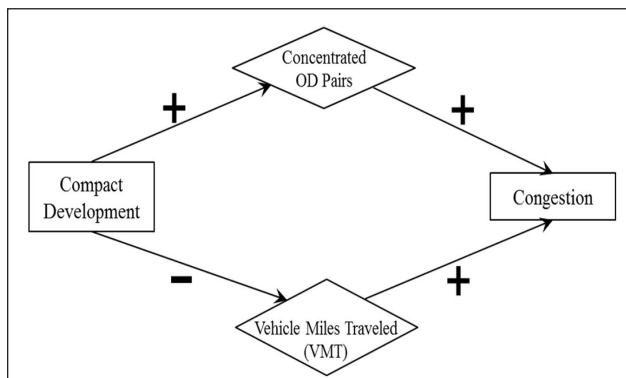 Concentrated
OD Pairs
+
+
Compact
Development
Congestion
−
+
Vehicle Miles Traveled
(VMT)